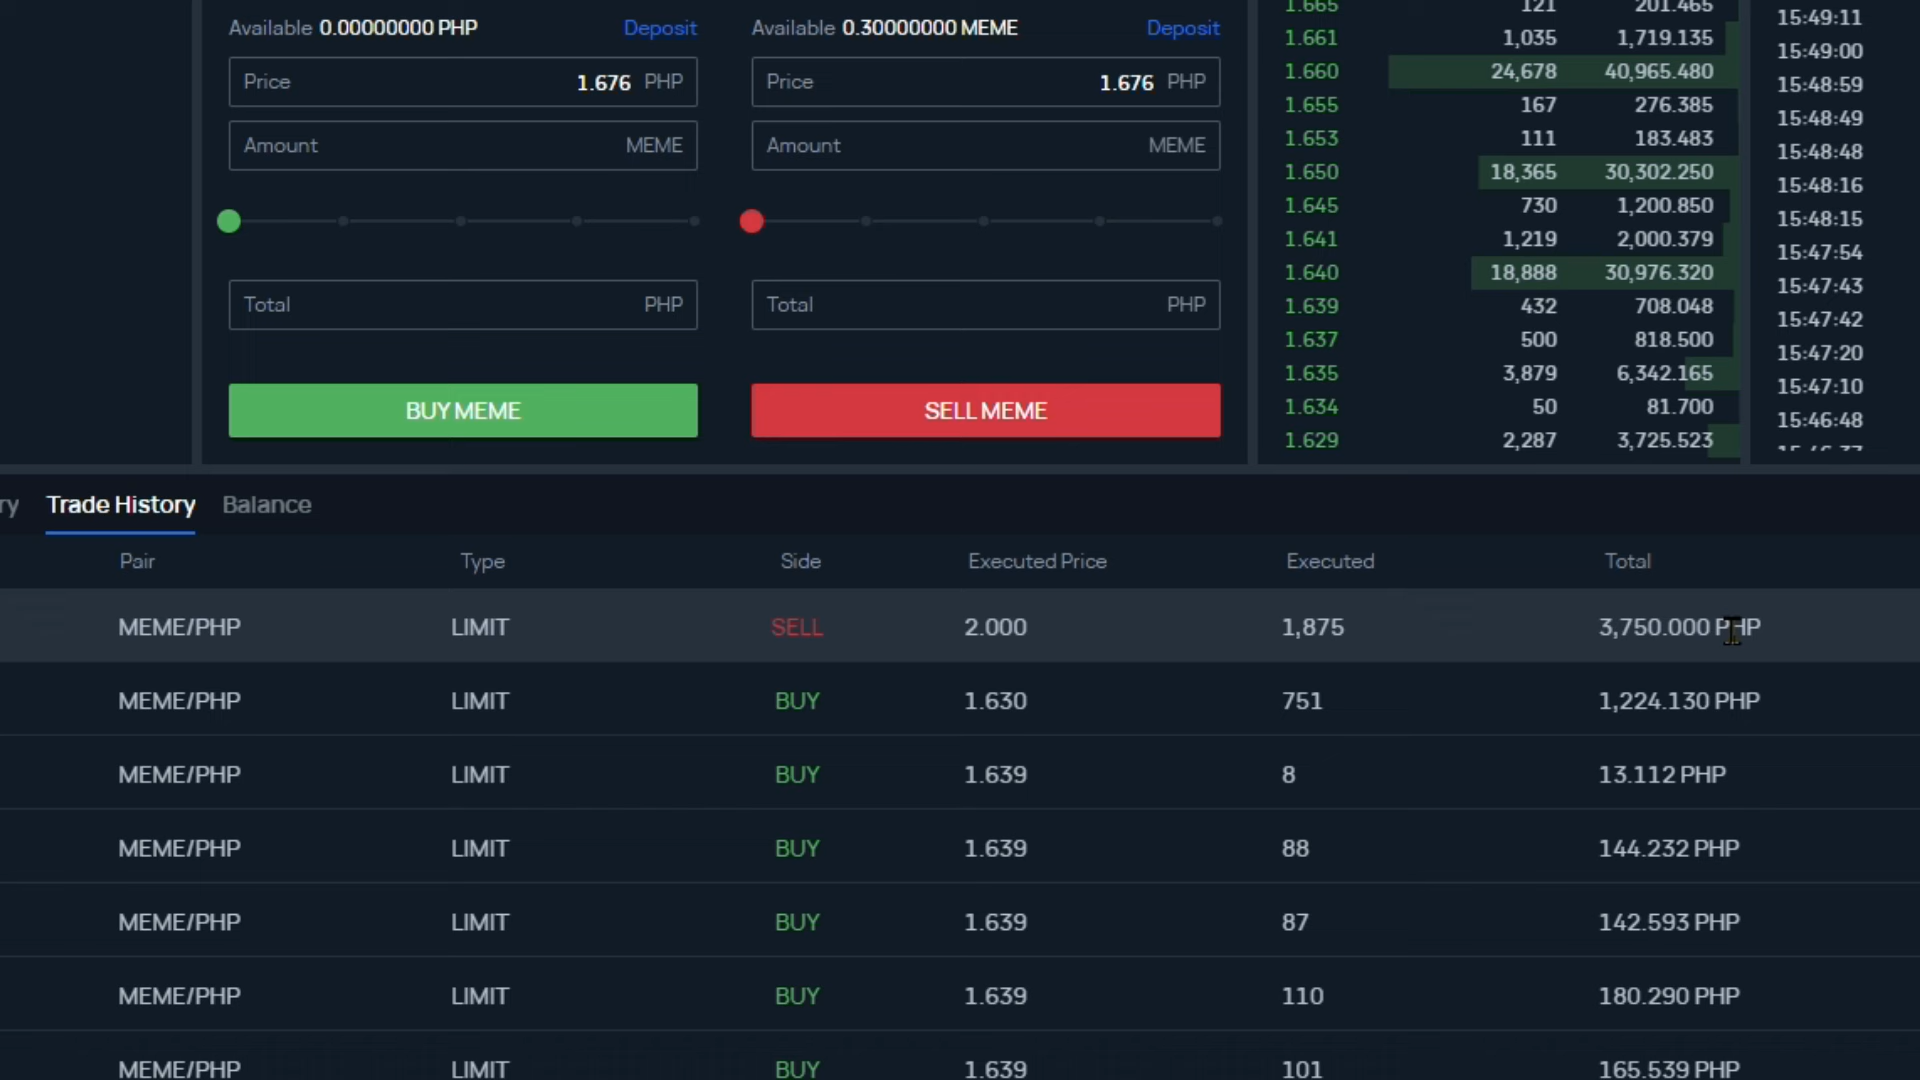 Available 0.00000000 PHP Deposit
Price 1.676 PHP
Amount MEME
Total PHP
BUY MEME
Available 0.30000000 MEME Deposit
Price 1.676 PHP
Amount MEME
Total PHP
SELL MEME
1.665 121 201.465
1.661 1,035 1,719.135
1.660 24,678 40,965.480
1.655 167 276.385
1.653 111 183.483
1.650 18,365 30,302.250
1.645 730 1,200.850
1.641 1,219 2,000.379
1.640 18,888 30,976.320
1.639 432 708.048
1.637 500 818.500
1.635 3,879 6,342.165
1.634 50 81.700
1.629 2,287 3,725.523
15:49:11
15:49:00
15:48:59
15:48:49
15:48:48
15:48:16
15:48:15
15:47:54
15:47:43
15:47:42
15:47:20
15:47:10
15:46:48
ry Trade History Balance
Pair Type Side Executed Price Executed Total
MEME/PHP LIMIT SELL 2.000 1,875 3,750.000 PHP
MEME/PHP LIMIT BUY 1.630 751 1,224.130 PHP
MEME/PHP LIMIT BUY 1.639 8 13.112 PHP
MEME/PHP LIMIT BUY 1.639 88 144.232 PHP
MEME/PHP LIMIT BUY 1.639 87 142.593 PHP
MEME/PHP LIMIT BUY 1.639 110 180.290 PHP
MEME/PHP LIMIT BUY 1.639 101 165.539 PHP